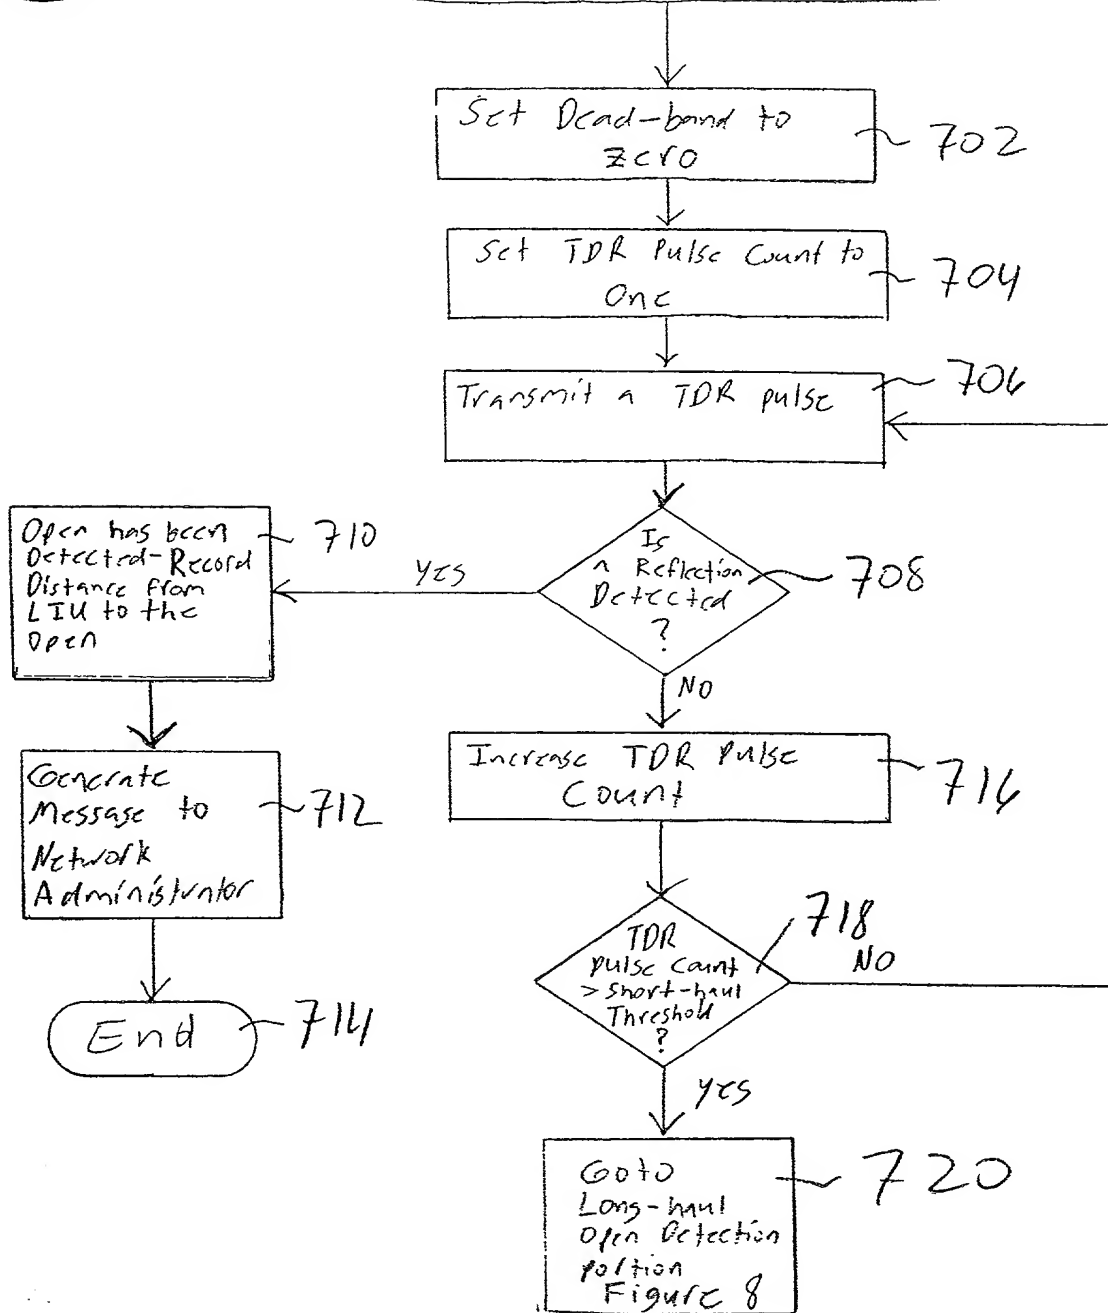 Set Dead-band to
zero
702
Set TDR Pulse Count to
One
704
Transmit a TDR pulse
706
Is
a Reflection
Detected
?
708
YES
Open has been
Detected-Record
Distance from
LIU to the
Open
710
NO
Generate
Message to
Network
Administrator
712
Increase TDR Pulse
Count
716
End
714
TDR
pulse count
> short-haul
Threshold
?
718
NO
YES
Goto
Long-haul
Open Detection
portion
Figure 8
720